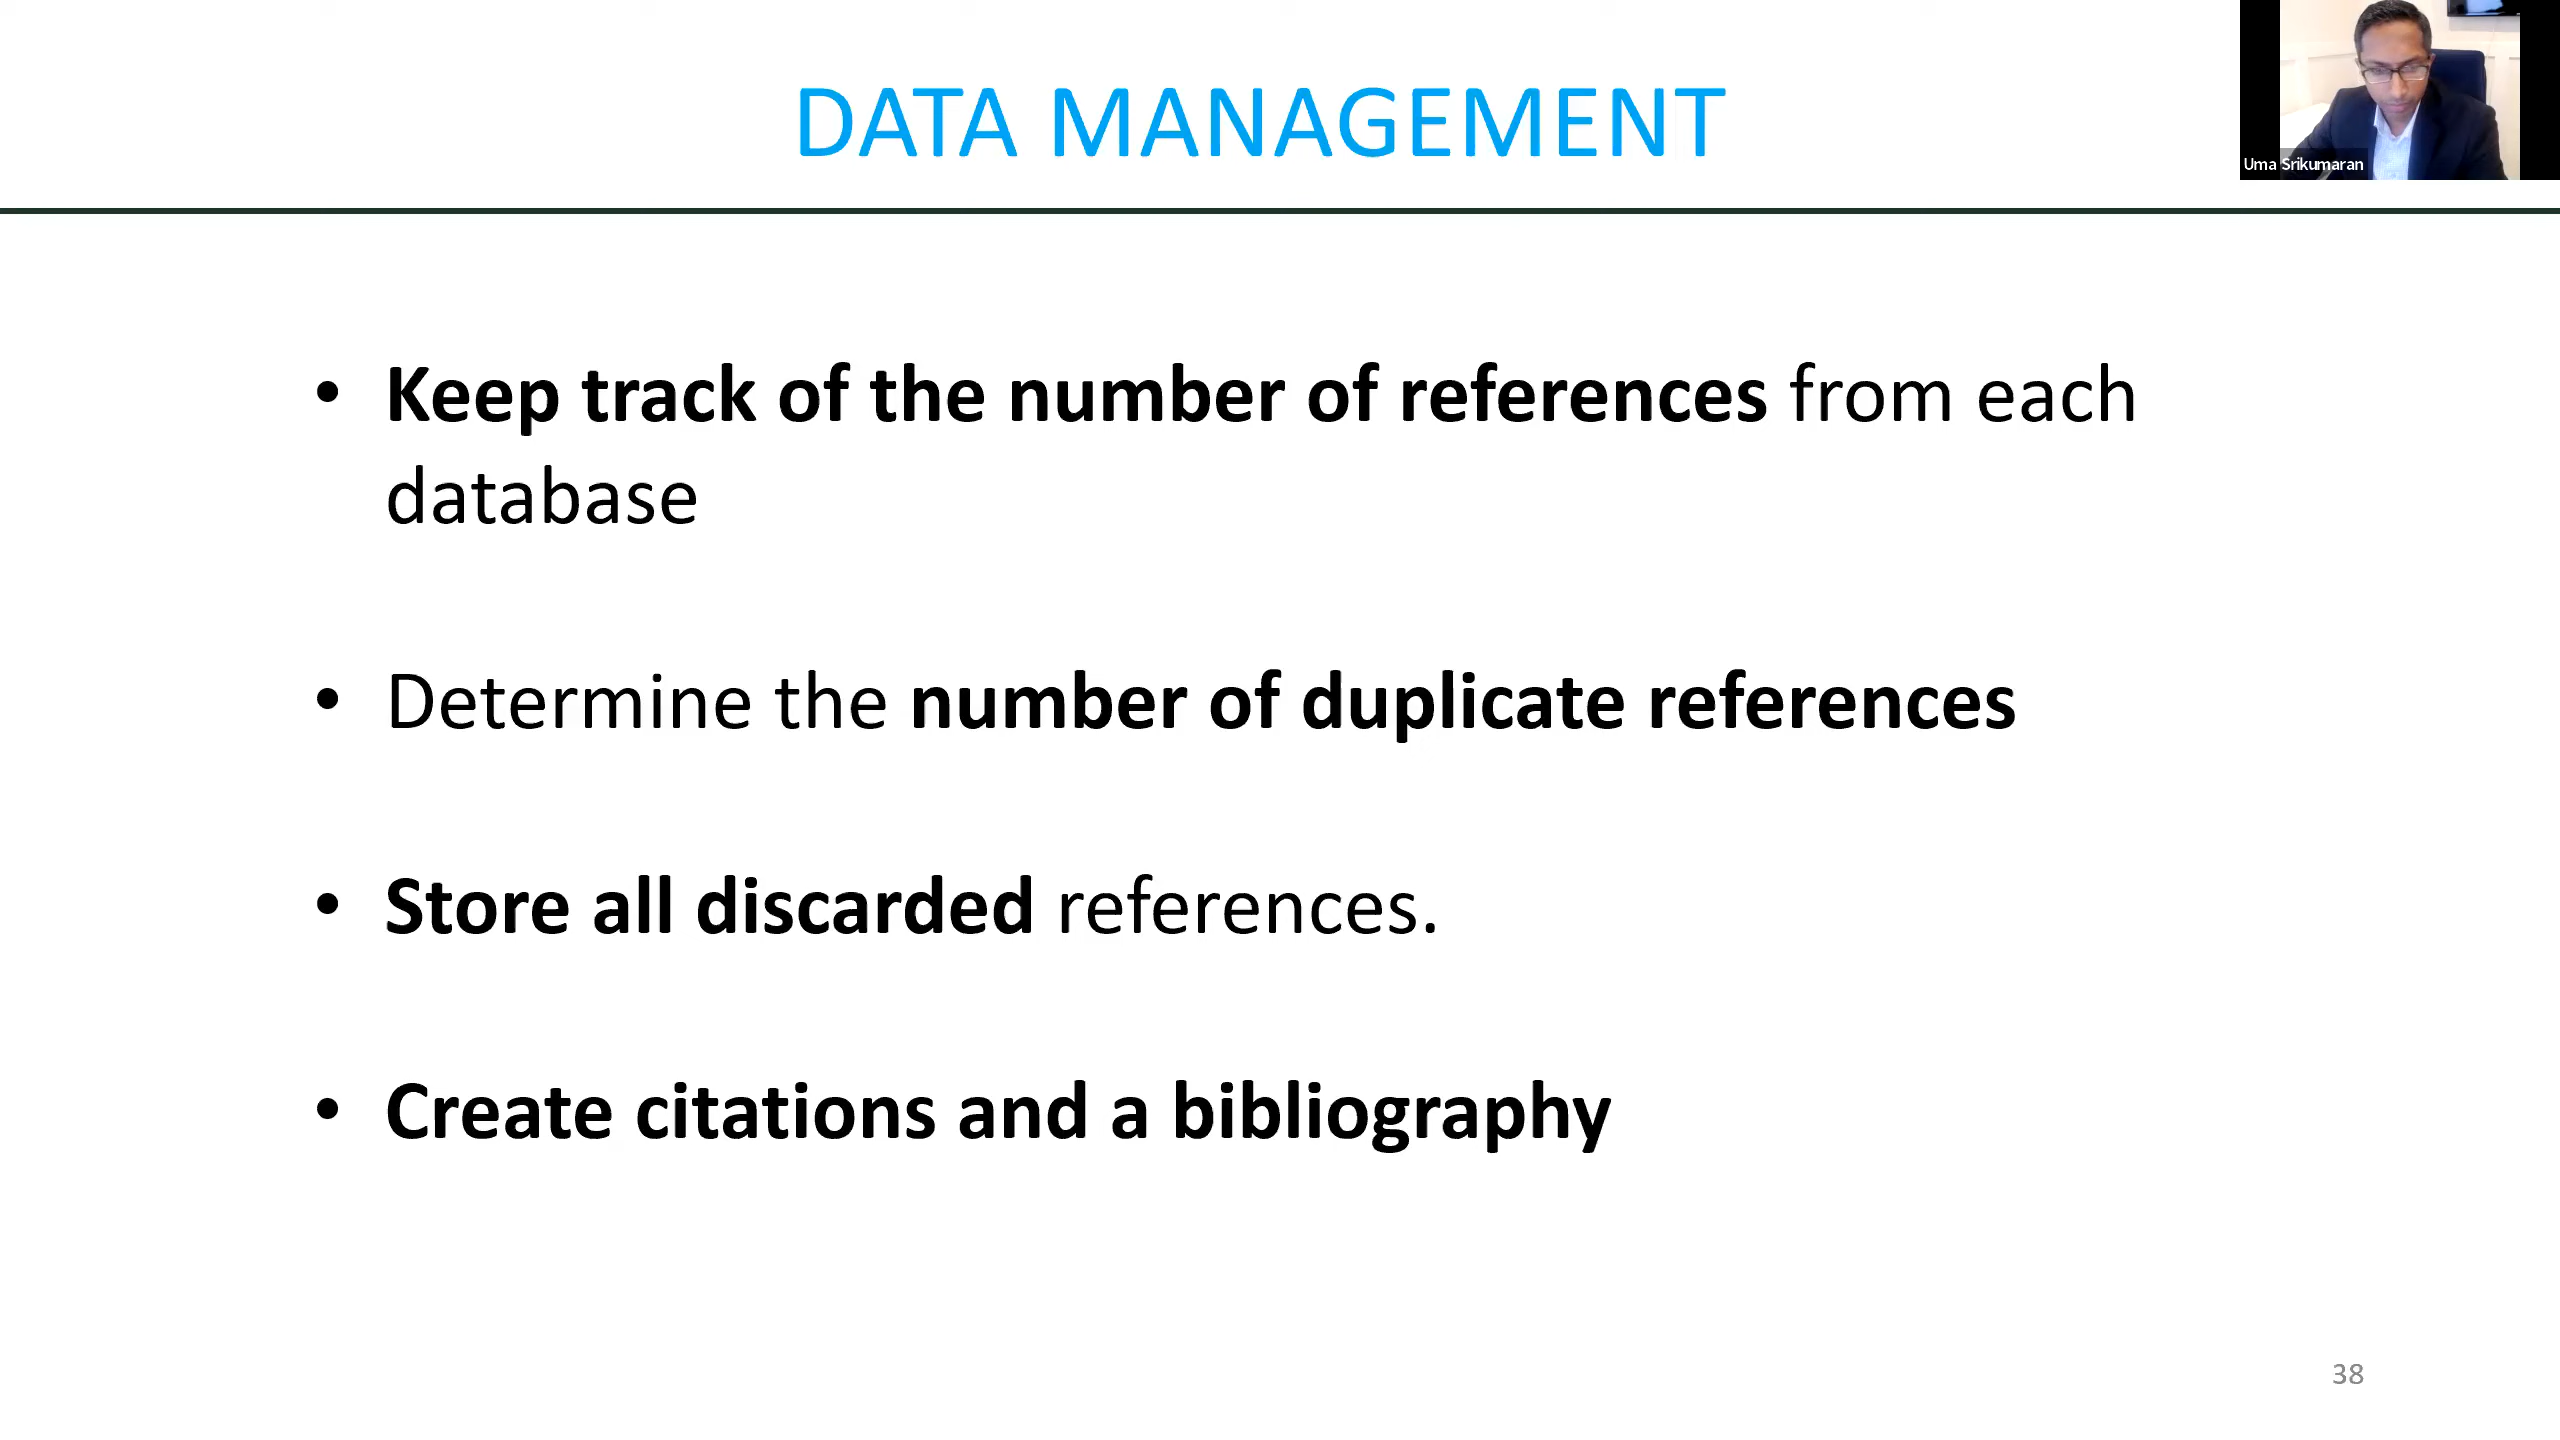 DATA MANAGEMENT
Uma Srikumaran
• Keep track of the number of references from each
database
• Determine the number of duplicate references
• Store all discarded references.
• Create citations and a bibliography
38